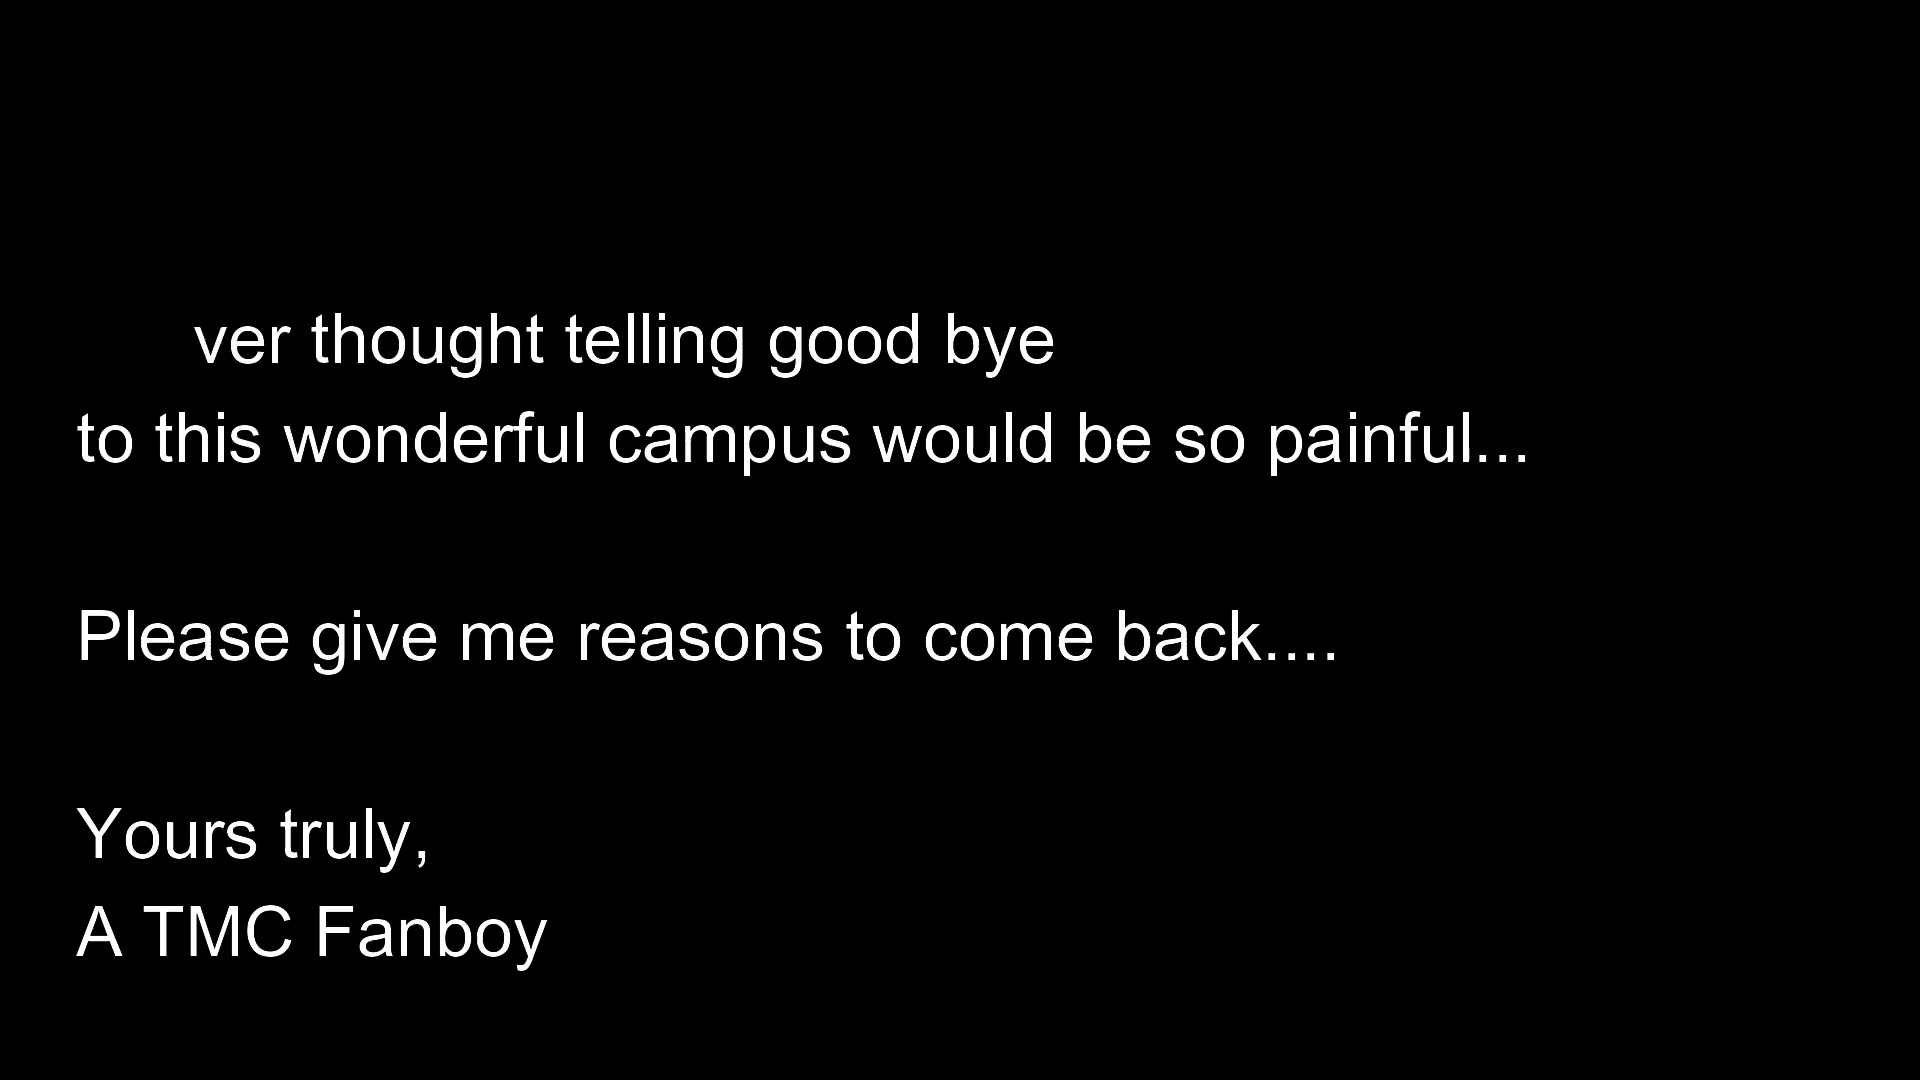 ver thought telling good bye
to this wonderful campus would be so painful...
Please give me reasons to come back....
Yours truly,
A TMC Fanboy